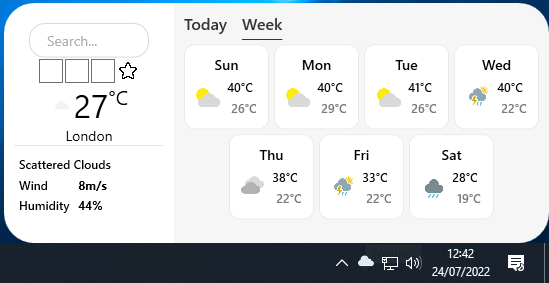 Search...
27°C
London
Scattered Clouds
Wind 8m/s
Humidity 44%
Today Week
Sun Mon Tue Wed
40°C 40°C 41°C 40°C
26°C 29°C 26°C 22°C
Thu Fri Sat
38°C 33°C 28°C
22°C 22°C 19°C
12:42
24/07/2022